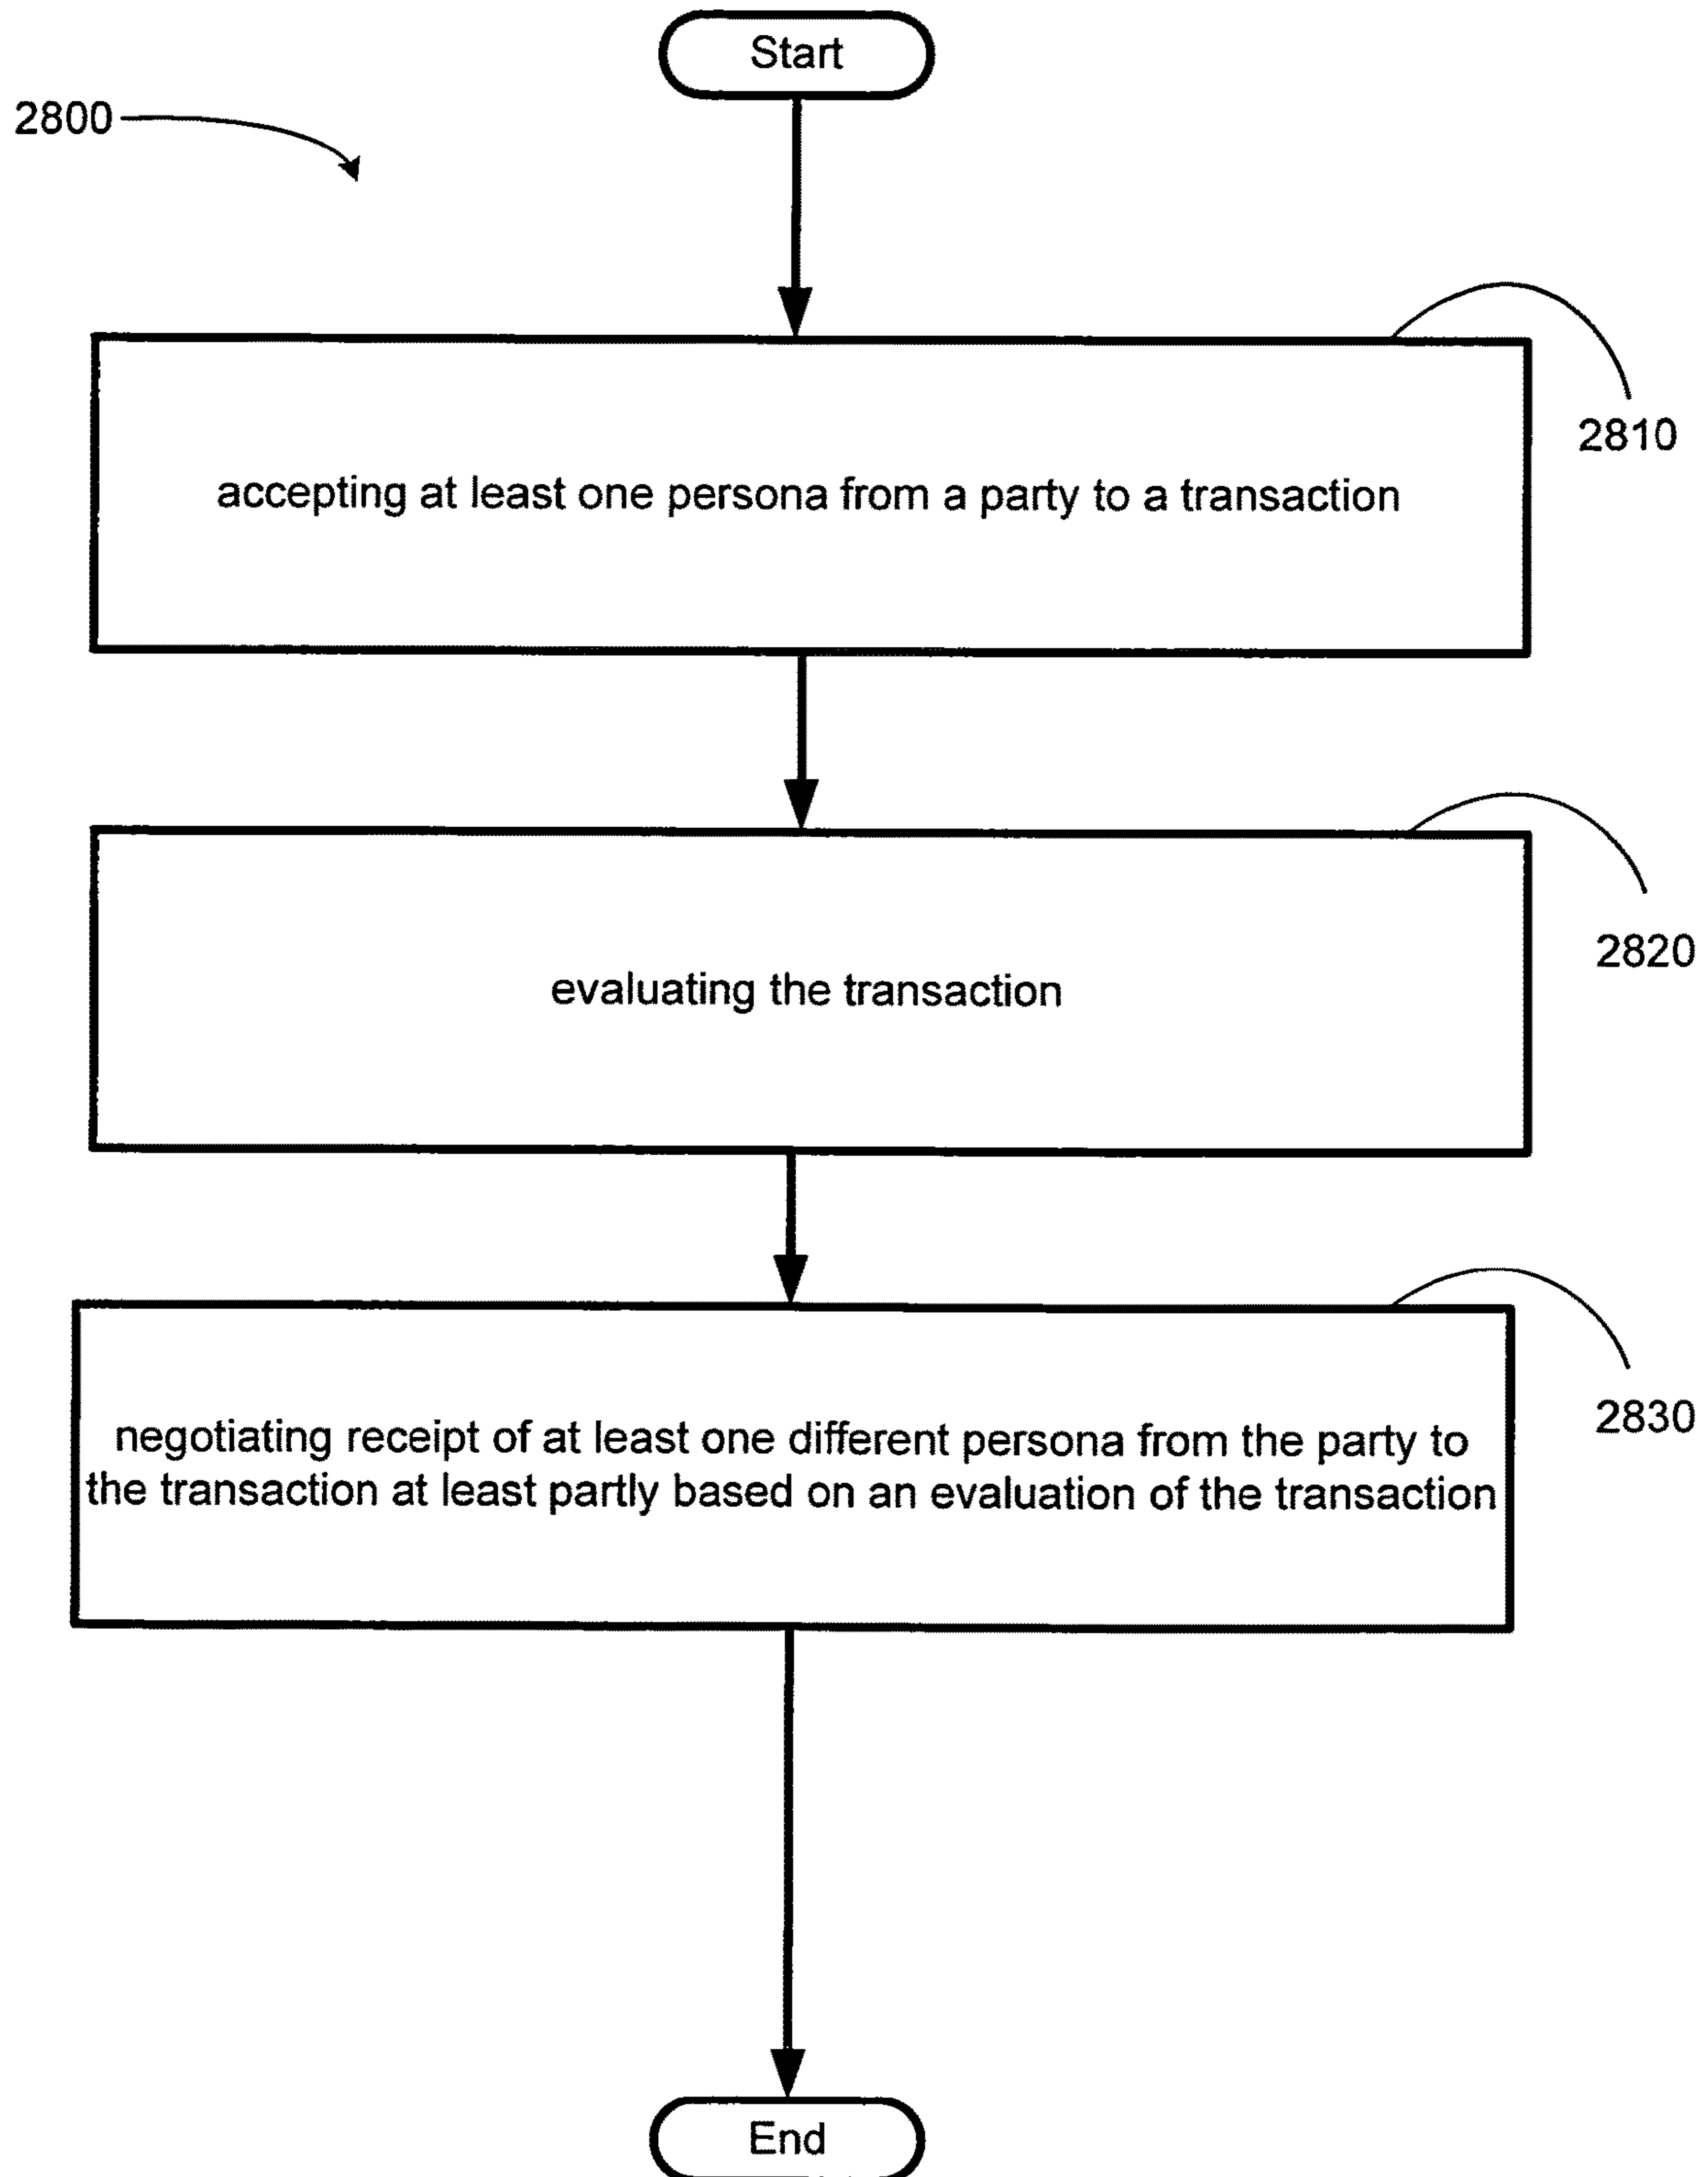 Start
2800
2810
accepting at least one persona from a party to a transaction
2820
evaluating the transaction
2830
negotiating receipt of at least one different persona from the party to
the transaction at least partly based on an evaluation of the transaction
End